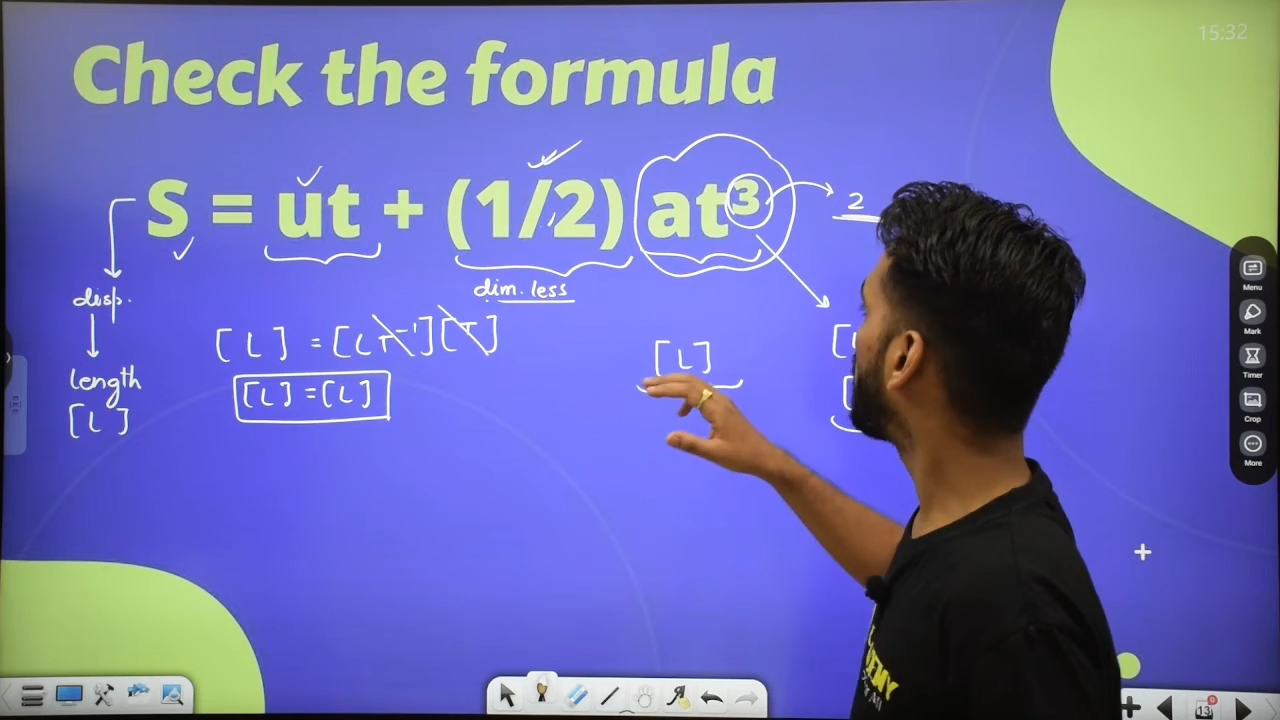 15:32
Check the formula
S = ut + (1/2) at³
2
disp.
dim. less
[L] = [LT⁻¹][T]
[L]
length
[L] = [L]
[L]
Menu
Mark
Timer
Crop
More
13